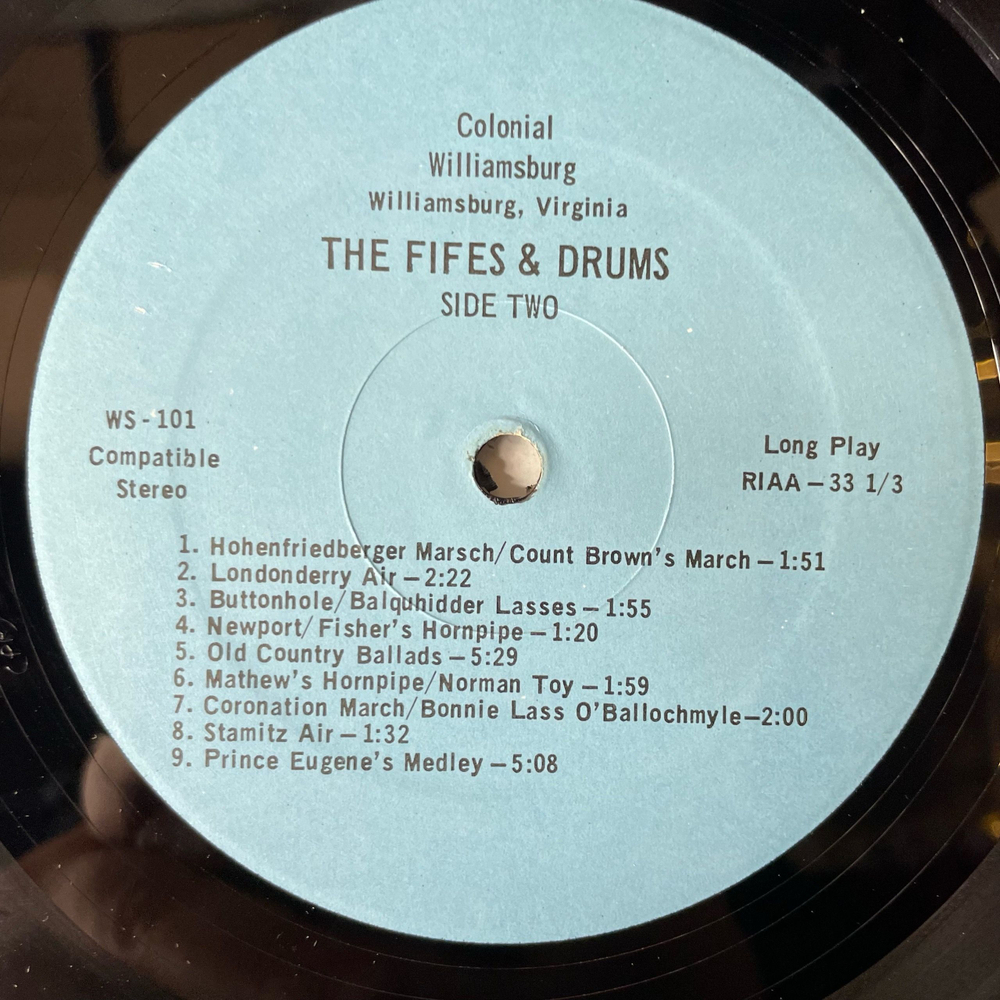 Colonial
Williamsburg
Williamsburg, Virginia
THE FIFES & DRUMS
SIDE TWO
WS-101
Compatible
Stereo
Long Play
RIAA – 33 1/3
1. Hohenfriedberger Marsch/Count Brown's March – 1:51
2. Londonderry Air – 2:22
3. Buttonhole/Balquhidder Lasses – 1:55
4. Newport/Fisher's Hornpipe – 1:20
5. Old Country Ballads – 5:29
6. Mathew's Hornpipe/Norman Toy – 1:59
7. Coronation March/Bonnie Lass O'Ballochmyle–2:00
8. Stamitz Air – 1:32
9. Prince Eugene's Medley – 5:08